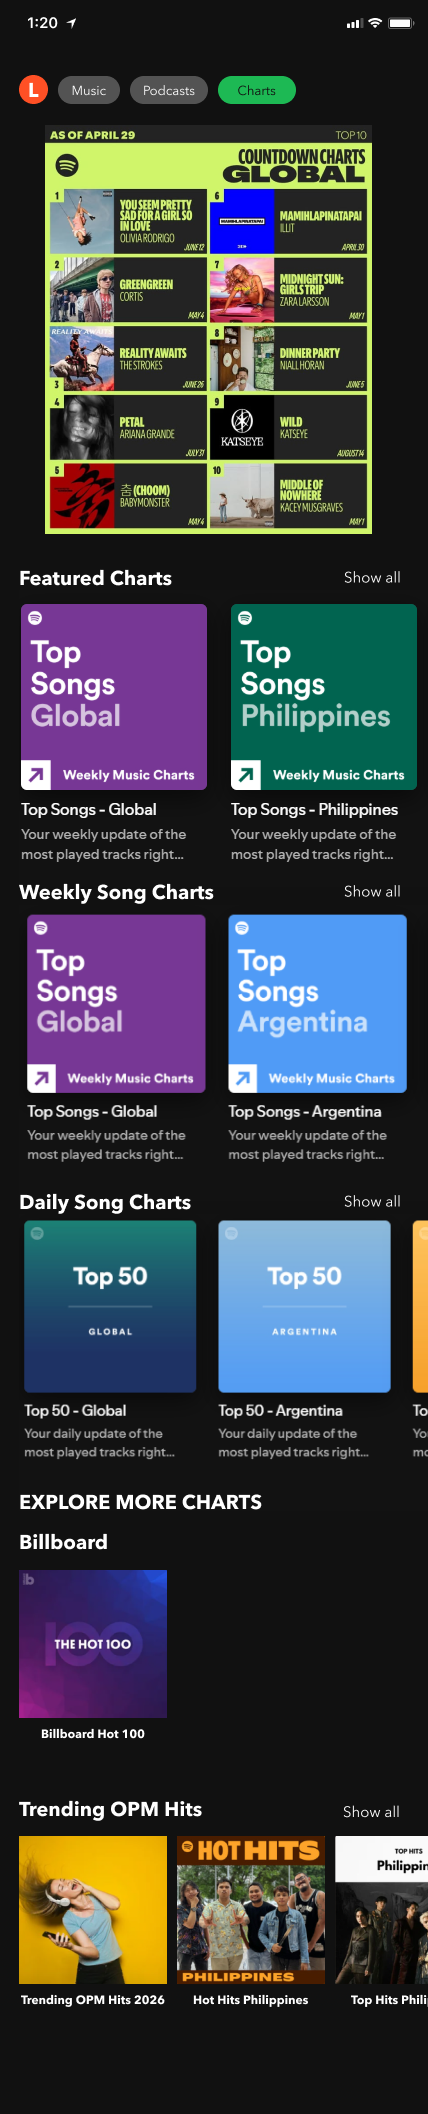 1:20
L
Music
Podcasts
Charts
AS OF APRIL 29
TOP 10
COUNTDOWN CHARTS
GLOBAL
1
YOU SEEM PRETTY
SAD FOR A GIRL SO
IN LOVE
OLIVIA RODRIGO
JUNE 12
2
GREENGREEN
CORTIS
MAY 4
REALITY AWAITS
3
REALITY AWAITS
THE STROKES
JUNE 26
4
PETAL
ARIANA GRANDE
JULY 31
5
춤 (CHOOM)
BABYMONSTER
MAY 4
6
MAMIHLAPINATAPAI
MAMIHLAPINATAPAI
ILLIT
APRIL 30
7
MIDNIGHT SUN:
GIRLS TRIP
ZARA LARSSON
MAY 1
8
DINNER PARTY
NIALL HORAN
JUNE 5
9
KATSEYE
WILD
KATSEYE
AUGUST 14
10
MIDDLE OF
NOWHERE
KACEY MUSGRAVES
MAY 1
Featured Charts
Show all
Top
Songs
Global
Weekly Music Charts
Top Songs - Global
Your weekly update of the
most played tracks right...
Top
Songs
Philippines
Weekly Music Charts
Top Songs - Philippines
Your weekly update of the
most played tracks right...
Weekly Song Charts
Show all
Top
Songs
Global
Weekly Music Charts
Top Songs - Global
Your weekly update of the
most played tracks right...
Top
Songs
Argentina
Weekly Music Charts
Top Songs - Argentina
Your weekly update of the
most played tracks right...
Daily Song Charts
Show all
Top 50
GLOBAL
Top 50 - Global
Your daily update of the
most played tracks right...
Top 50
ARGENTINA
Top 50 - Argentina
Your daily update of the
most played tracks right...
To
Yo
mo
EXPLORE MORE CHARTS
Billboard
b
100
THE HOT 100
Billboard Hot 100
Trending OPM Hits
Show all
Trending OPM Hits 2026
HOT HITS
PHILIPPINES
Hot Hits Philippines
TOP HITS
Philippin
Top Hits Phili